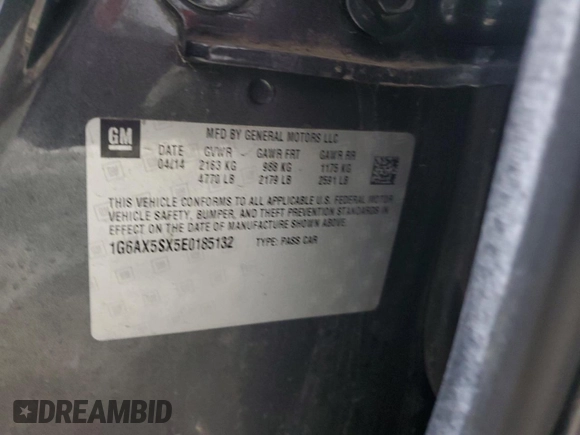 GM
MFD BY GENERAL MOTORS LLC
DATE GVWR GAWR FRT GAWR RR
04/14 2163 KG 988 KG 1175 KG
4770 LB 2179 LB 2591 LB
THIS VEHICLE CONFORMS TO ALL APPLICABLE U.S. FEDERAL MOTOR
VEHICLE SAFETY, BUMPER, AND THEFT PREVENTION STANDARDS IN
EFFECT ON THE DATE OF MANUFACTURE SHOWN ABOVE.
1G6AX5SX5E0185132 TYPE: PASS CAR
DREAMBID